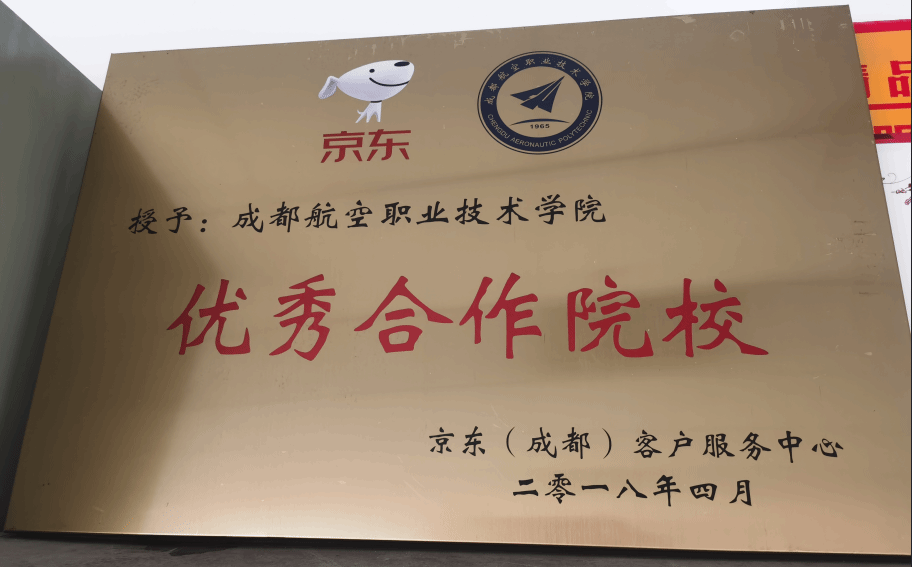 京东
成都航空职业技术学院
1965
CHENGDU AERONAUTIC POLYTECHNIC
授予：成都航空职业技术学院
优秀合作院校
京东（成都）客户服务中心
二零一八年四月
品